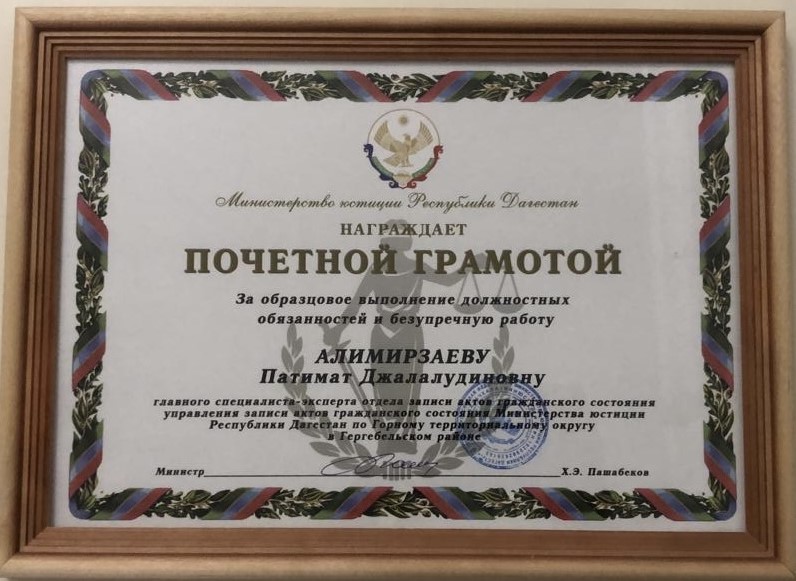 Министерство юстиции Республики Дагестан
НАГРАЖДАЕТ
ПОЧЕТНОЙ ГРАМОТОЙ
За образцовое выполнение должностных
обязанностей и безупречную работу
АЛИМИРЗАЕВУ
Патимат Джалалудиновну
главного специалиста-эксперта отдела записи актов гражданского состояния
управления записи актов гражданского состояния Министерства юстиции
Республики Дагестан по Горному территориальному округу
в Гергебельском районе
Министр Х.Э. Пашабеков